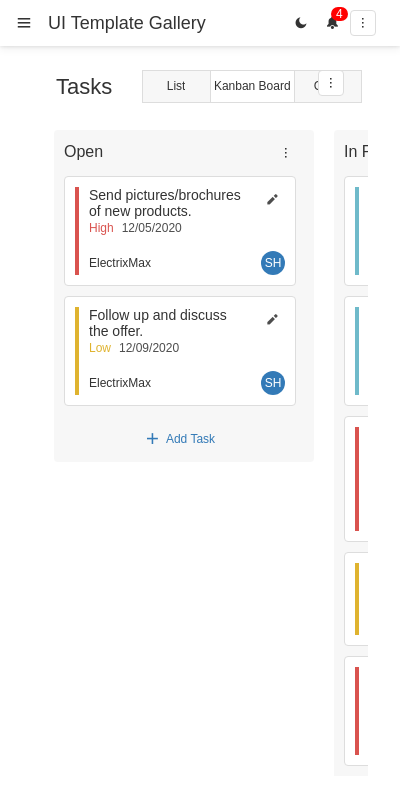 UI Template Gallery
4
Tasks
List
Kanban Board
Open
Send pictures/brochures
of new products.
High 12/05/2020
ElectrixMax
SH
Follow up and discuss
the offer.
Low 12/09/2020
ElectrixMax
SH
Add Task
In